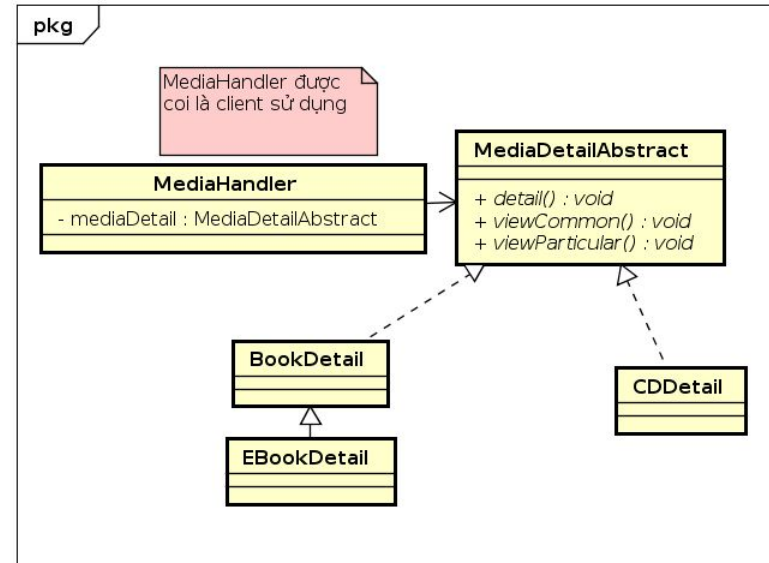 pkg
MediaHandler được
coi là client sử dụng
MediaHandler
- mediaDetail : MediaDetailAbstract
MediaDetailAbstract
+ detail() : void
+ viewCommon() : void
+ viewParticular() : void
BookDetail
CDDetail
EBookDetail